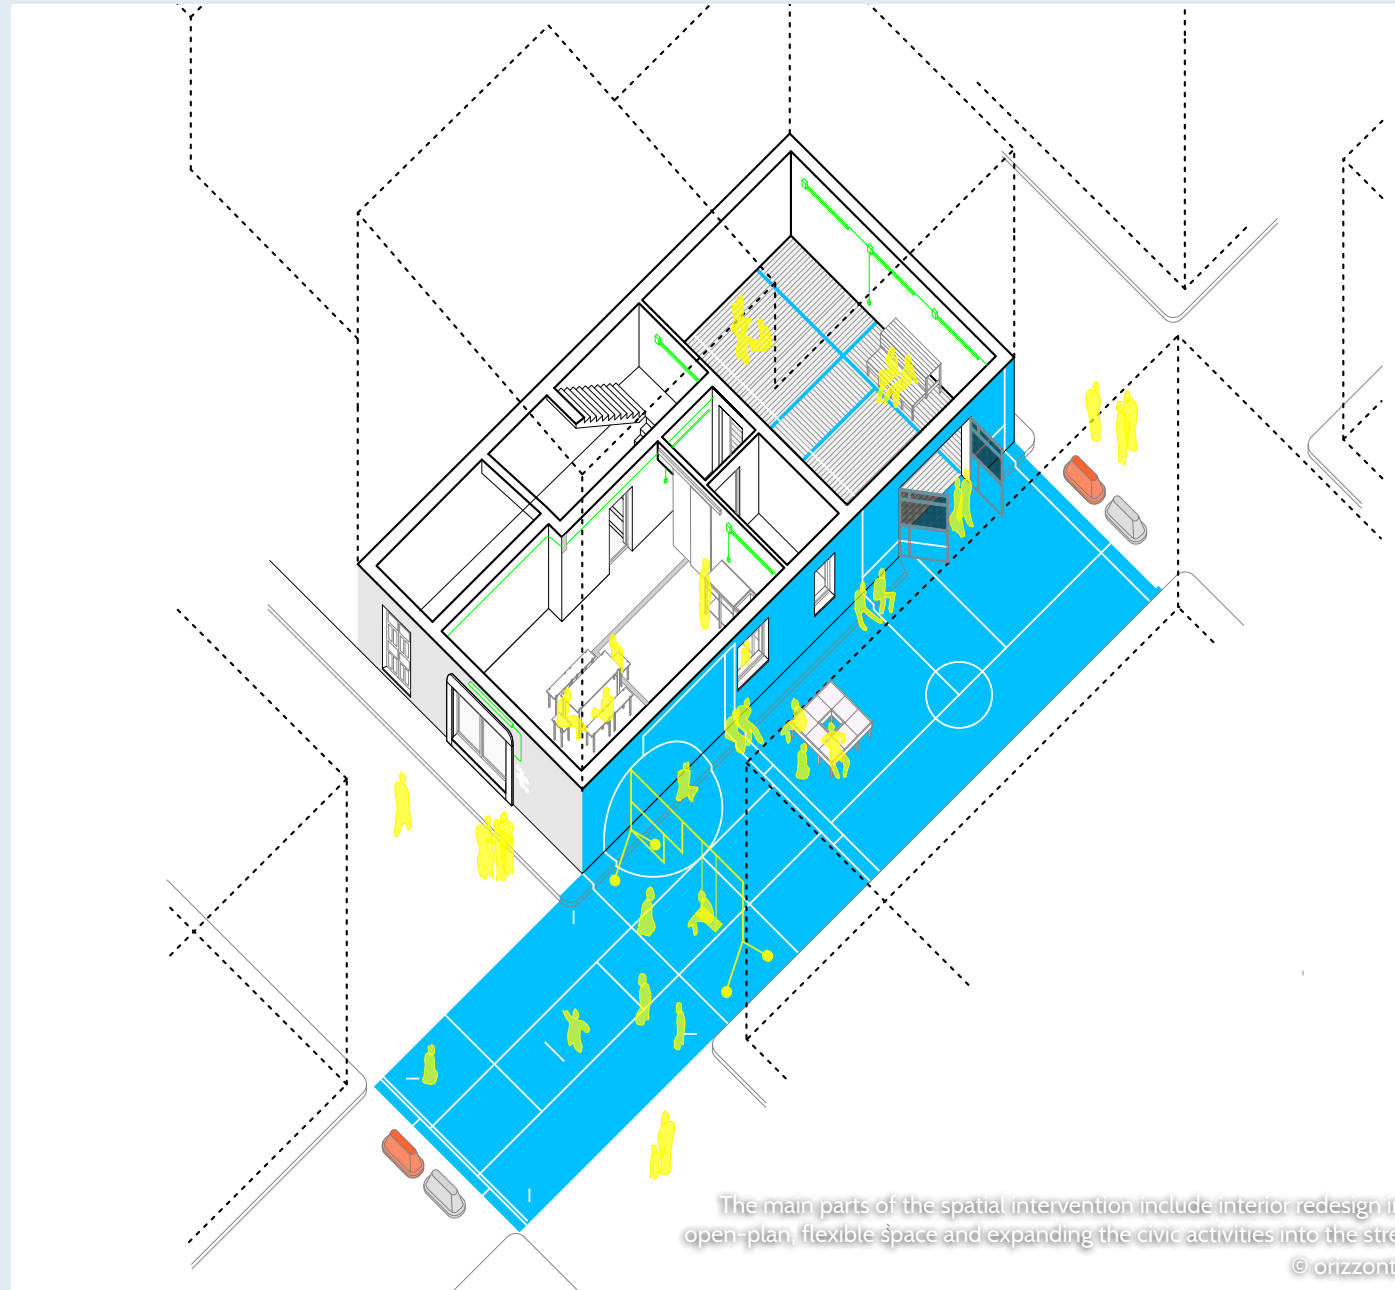 The main parts of the spatial intervention include interior redesign
open-plan, flexible space and expanding the civic activities into the
© orizzont